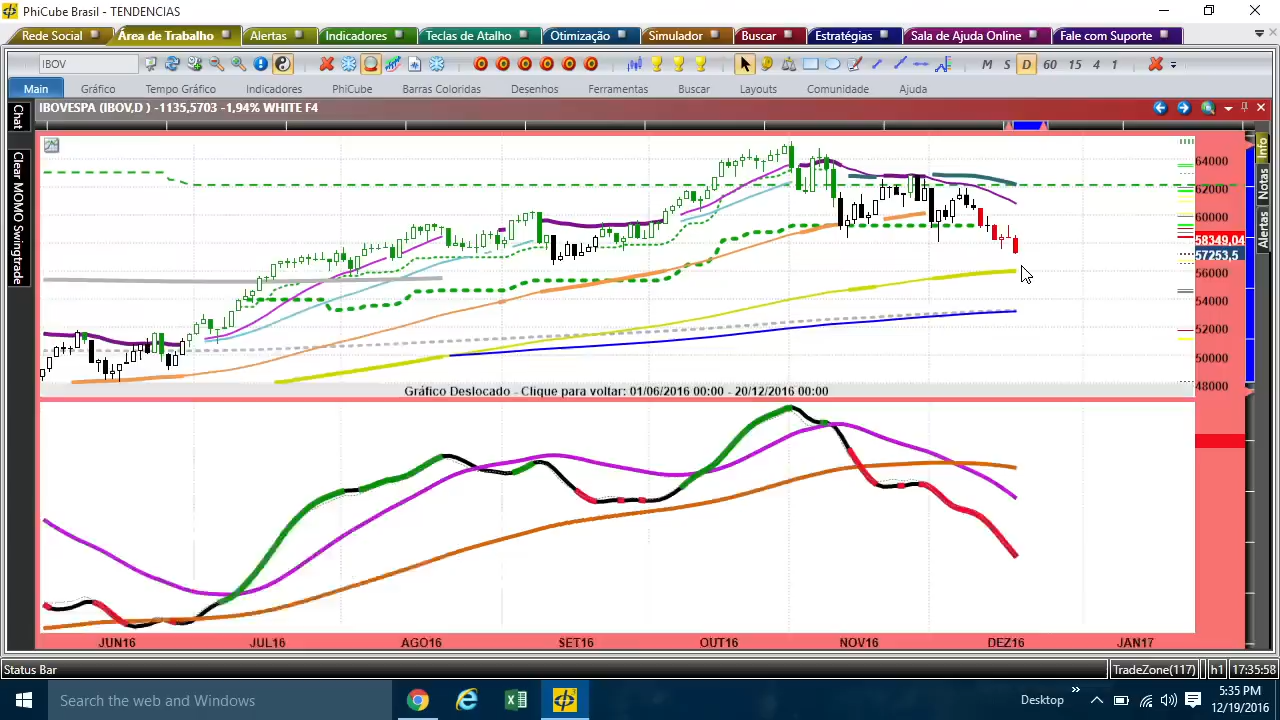 PhiCube Brasil - TENDENCIAS
Rede Social
Área de Trabalho
Alertas
Indicadores
Teclas de Atalho
Otimização
Simulador
Buscar
Estratégias
Sala de Ajuda Online
Fale com Suporte
IBOV
M S D 60 15 4 1
Main
Gráfico
Tempo Gráfico
Indicadores
PhiCube
Barras Coloridas
Desenhos
Ferramentas
Buscar
Layouts
Comunidade
Ajuda
IBOVESPA (IBOV,D ) -1135,5703 -1,94% WHITE F4
Chat
Clear MOMO Swing trade
Info
Notas
Alertas
64000
62000
60000
58349,04
57253,5
56000
54000
52000
50000
48000
Gráfico Deslocado - Clique para voltar: 01/06/2016 00:00 - 20/12/2016 00:00
JUN16
JUL16
AGO16
SET16
OUT16
NOV16
DEZ16
JAN17
Status Bar
TradeZone(117)
h1
17:35:58
Search the web and Windows
Desktop
5:35 PM
12/19/2016